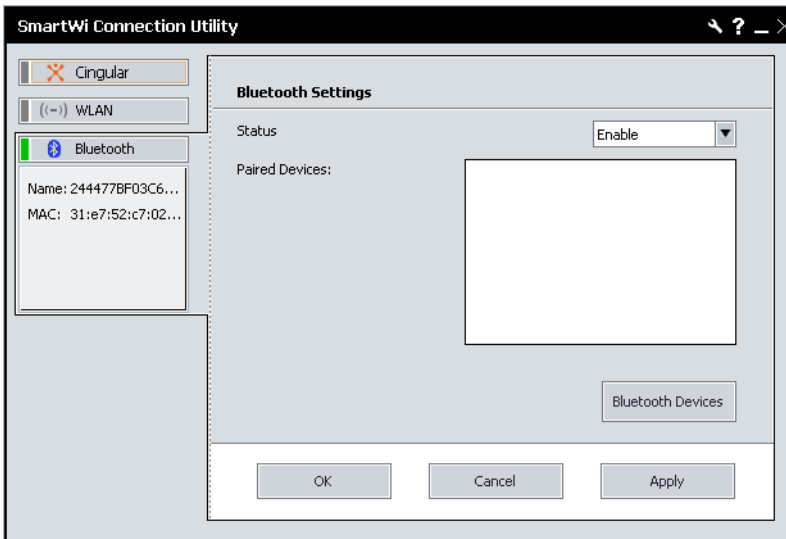 SmartWi Connection Utility
?
Cingular
((-)) WLAN
Bluetooth
Name: 244477BF03C6...
MAC: 31:e7:52:c7:02...
Bluetooth Settings
Status
Enable
Paired Devices:
Bluetooth Devices
OK
Cancel
Apply